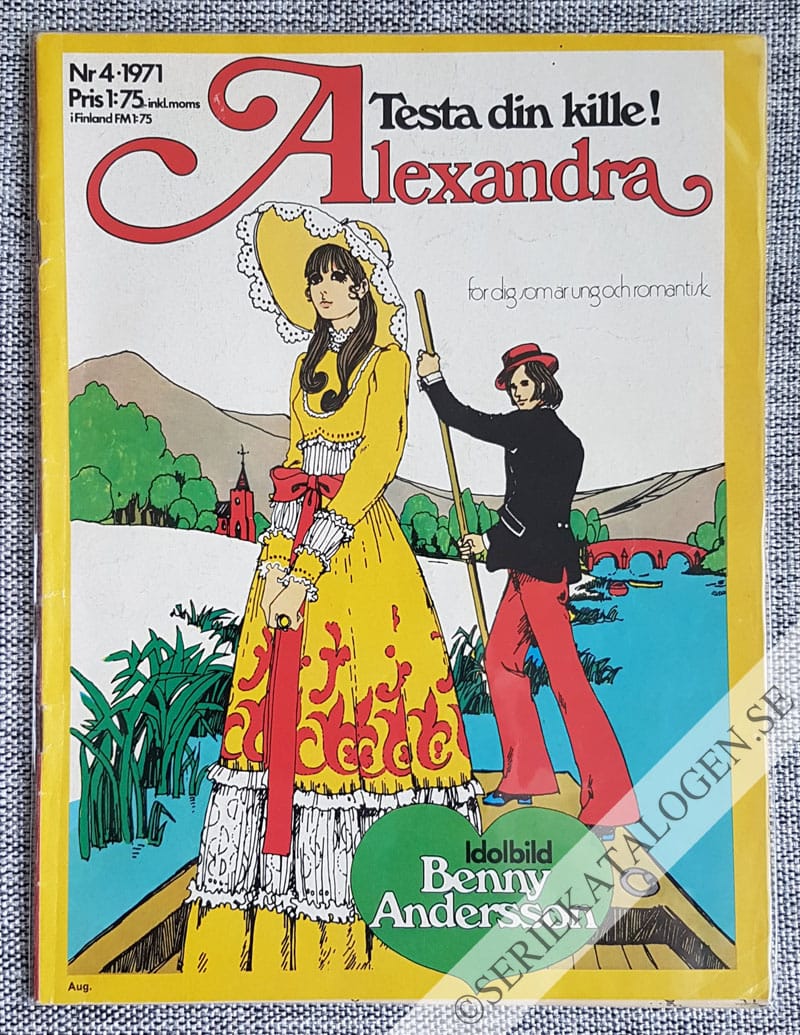 Nr 4·1971
Pris 1:75 inkl.moms
i Finland FM 1:75
Testa din kille!
Alexandra
för dig som är ung och romantisk
Idolbild
Benny
Andersson
Aug.
©SERIEKATALOGEN.SE